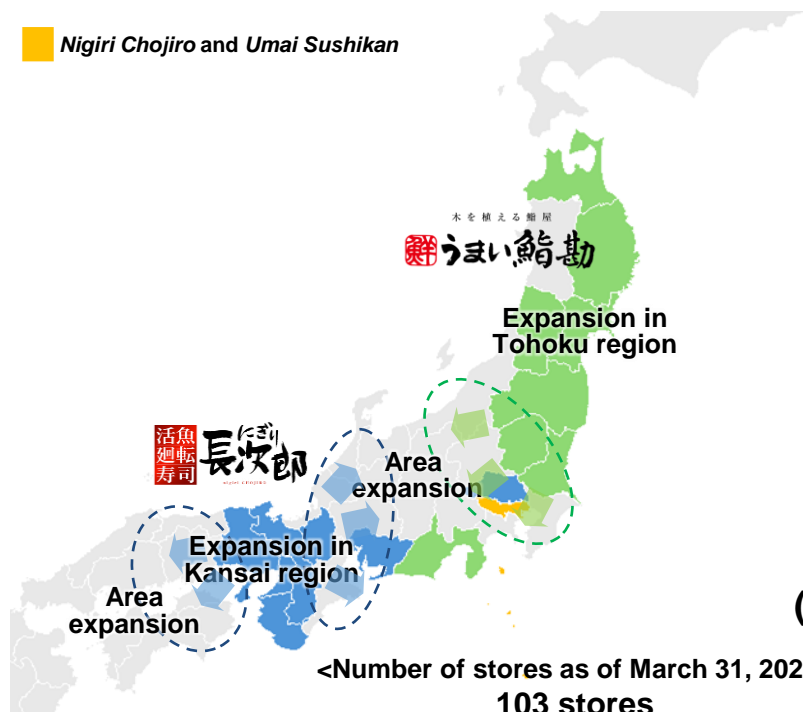 Nigiri Chojiro and Umai Sushikan
木を植える鮨屋
鮮 うまい鮨勘
Expansion in
Tohoku region
活魚
廻転
寿司
にぎり
長次郎
nigiri chojiro
Area
expansion
Expansion in
Kansai region
Area
expansion
(
<Number of stores as of March 31, 202
103 stores